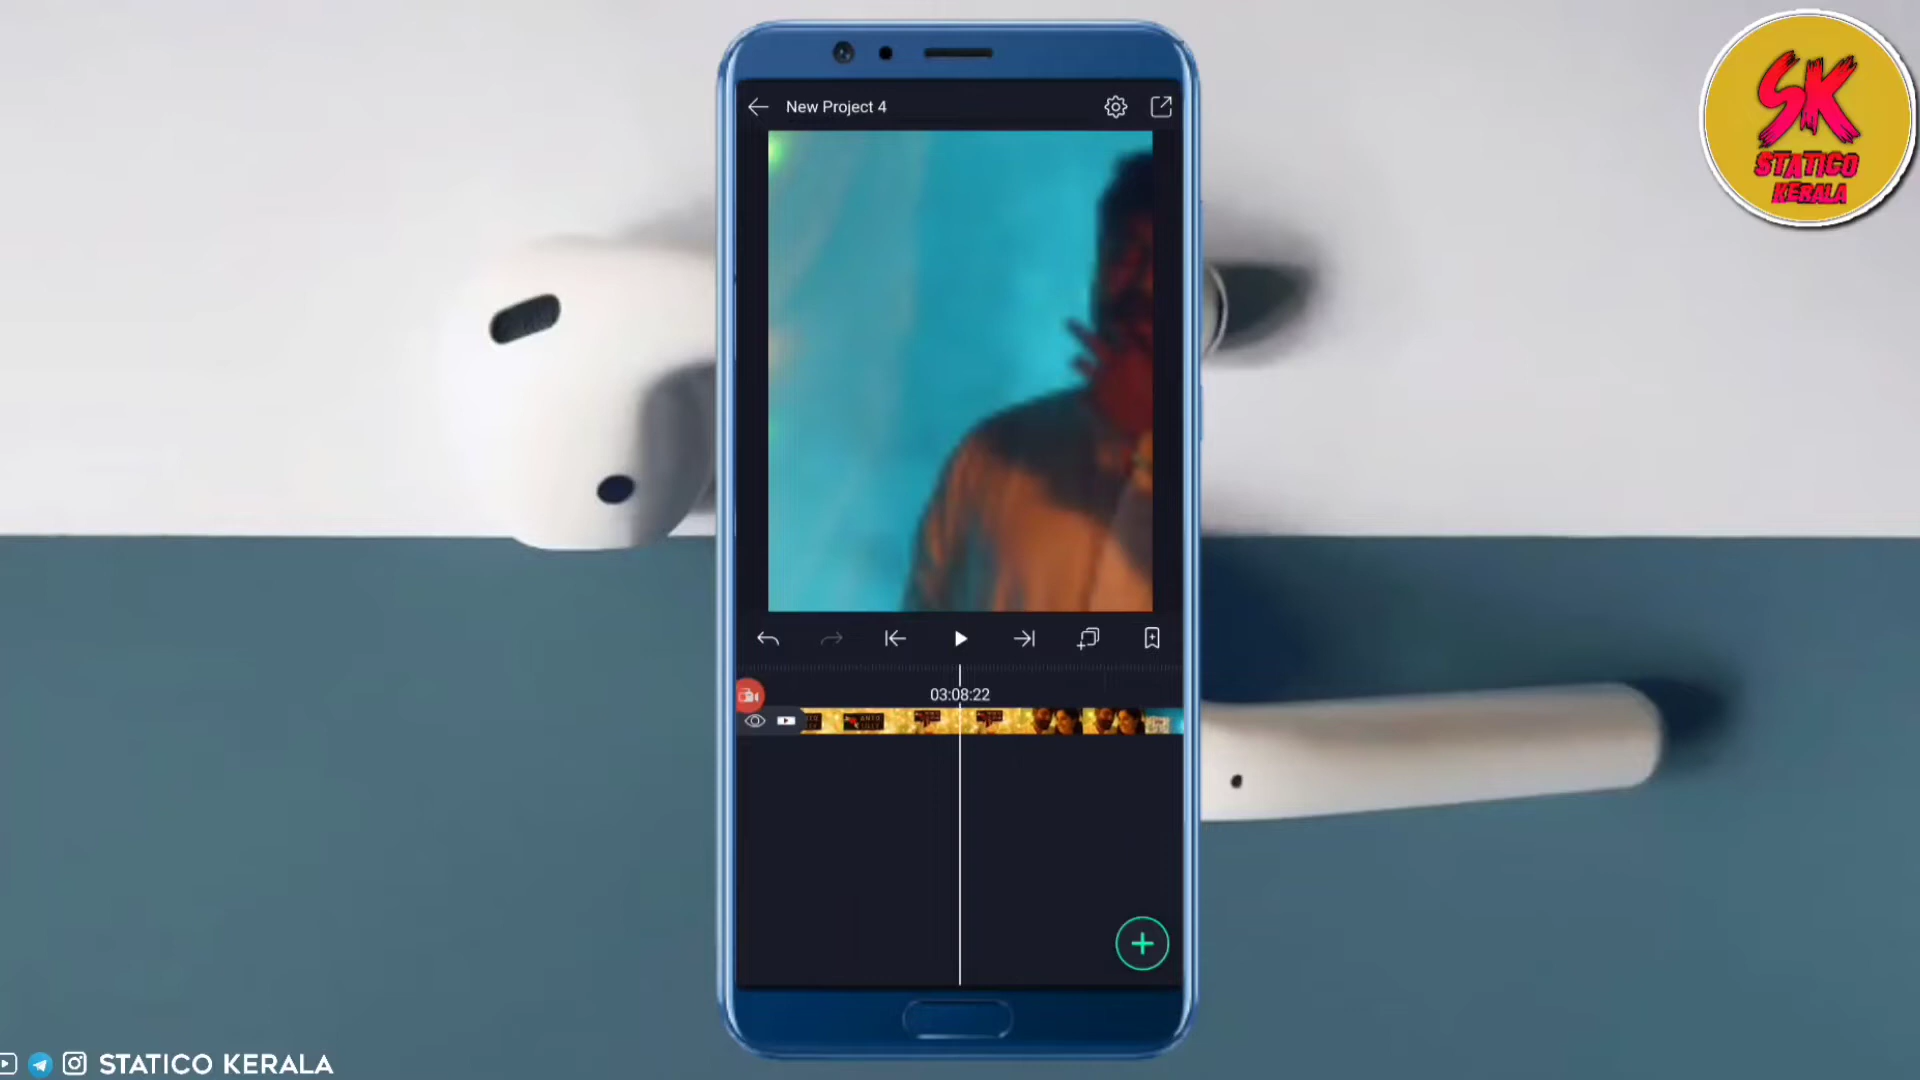 New Project 4
SK
STATICO
KERALA
03:08:22
STATICO KERALA